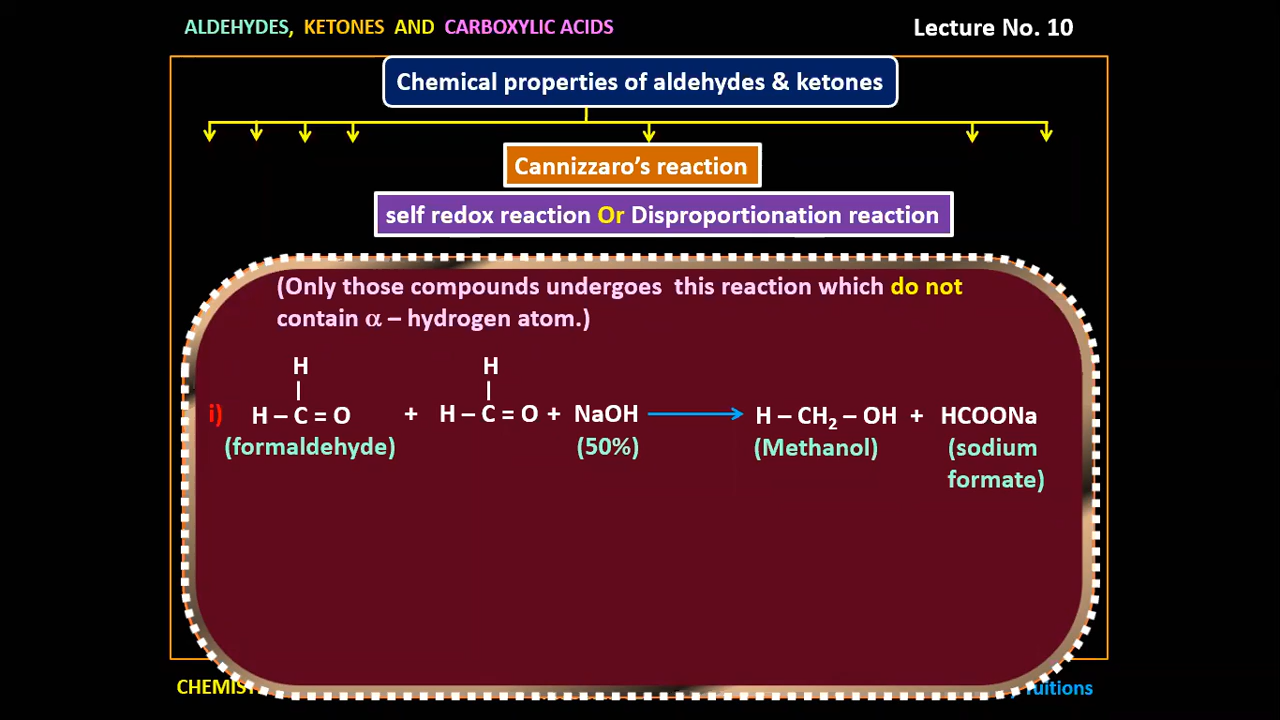 ALDEHYDES, KETONES AND CARBOXYLIC ACIDS
Lecture No. 10
Chemical properties of aldehydes & ketones
Cannizzaro’s reaction
self redox reaction Or Disproportionation reaction
(Only those compounds undergoes this reaction which do not
contain α – hydrogen atom.)
H H
| |
i) H – C = O + H – C = O + NaOH ⟶ H – CH₂ – OH + HCOONa
(formaldehyde) (50%) (Methanol) (sodium
formate)